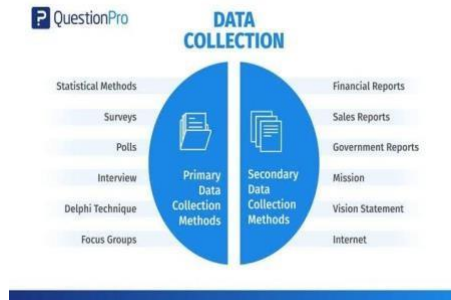 QuestionPro
DATA
COLLECTION
Statistical Methods
Surveys
Polls
Interview
Delphi Technique
Focus Groups
Primary
Data
Collection
Methods
Secondary
Data
Collection
Methods
Financial Reports
Sales Reports
Government Reports
Mission
Vision Statement
Internet